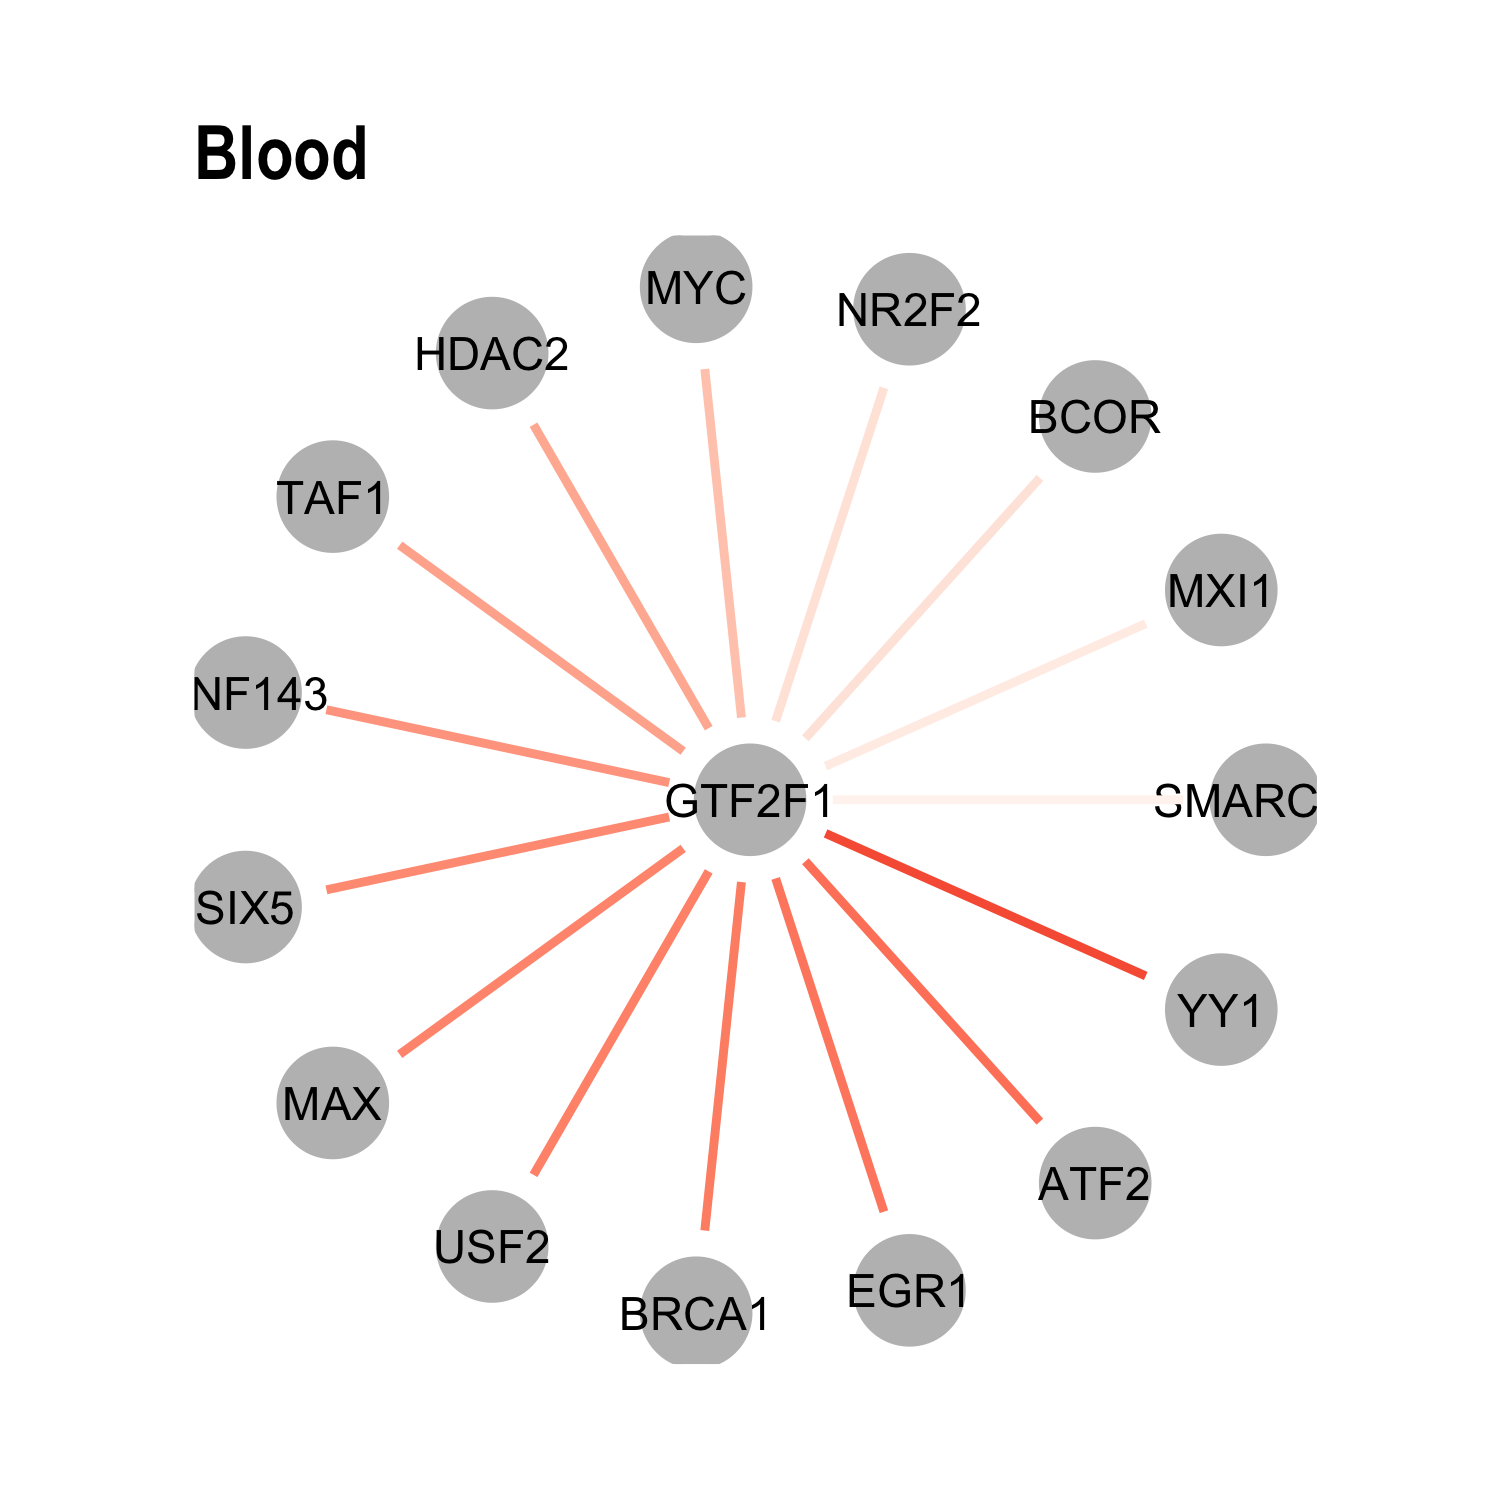 Blood
MYC
NR2F2
HDAC2
BCOR
TAF1
MXI1
NF143
GTF2F1
SMARC
SIX5
YY1
MAX
ATF2
USF2
EGR1
BRCA1